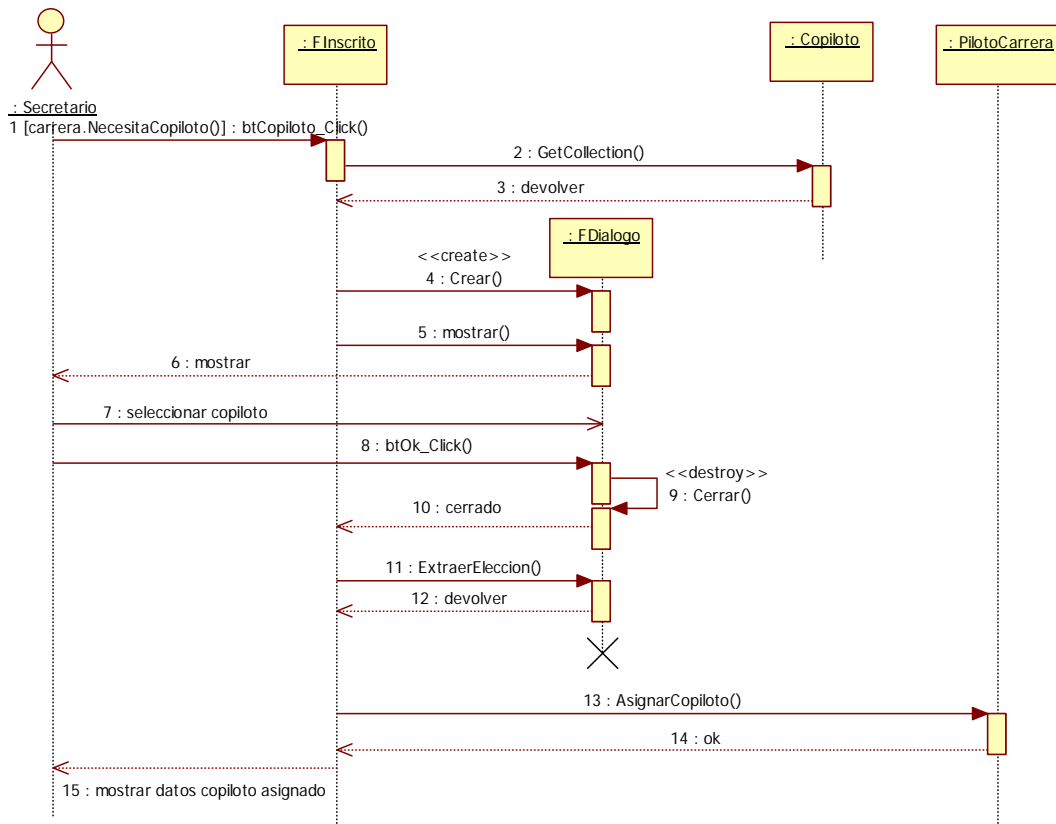 : FInscrito
: Copiloto
: PilotoCarrera
: Secretario
1 [carrera.NecesitaCopiloto()] : btCopiloto_Click()
2 : GetCollection()
3 : devolver
: FDialogo
<<create>>
4 : Crear()
5 : mostrar()
6 : mostrar
7 : seleccionar copiloto
8 : btOk_Click()
<<destroy>>
9 : Cerrar()
10 : cerrado
11 : ExtraerEleccion()
12 : devolver
13 : AsignarCopiloto()
14 : ok
15 : mostrar datos copiloto asignado